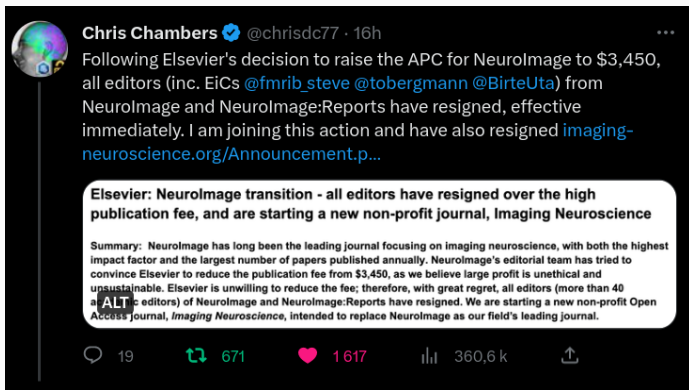 Chris Chambers @chrisdc77 · 16h
Following Elsevier's decision to raise the APC for NeuroImage to $3,450,
all editors (inc. EiCs @fmrib_steve @tobergmann @BirteUta) from
NeuroImage and NeuroImage:Reports have resigned, effective
immediately. I am joining this action and have also resigned imaging-
neuroscience.org/Announcement.p...
Elsevier: NeuroImage transition - all editors have resigned over the high
publication fee, and are starting a new non-profit journal, Imaging Neuroscience
Summary: NeuroImage has long been the leading journal focusing on imaging neuroscience, with both the highest
impact factor and the largest number of papers published annually. NeuroImage's editorial team has tried to
convince Elsevier to reduce the publication fee from $3,450, as we believe large profit is unethical and
unsustainable. Elsevier is unwilling to reduce the fee; therefore, with great regret, all editors (more than 40
editors) of NeuroImage and NeuroImage:Reports have resigned. We are starting a new non-profit Open
Access journal, Imaging Neuroscience, intended to replace NeuroImage as our field's leading journal.
ALT
19 671 1 617 360,6 k